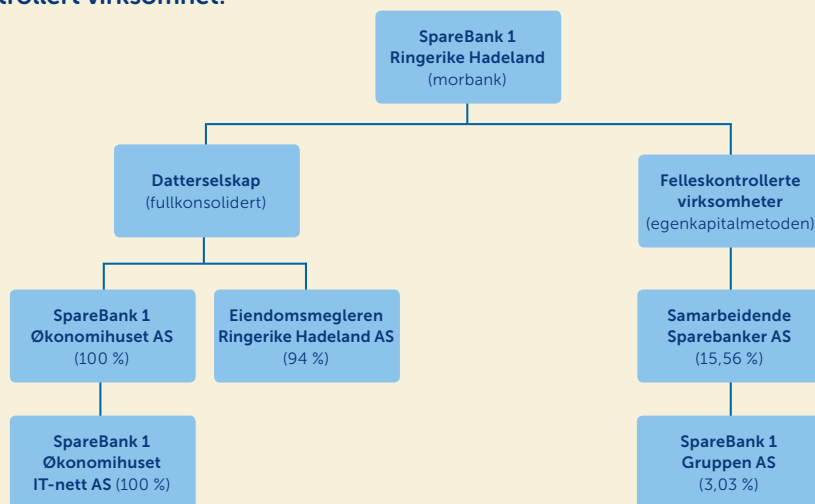 trollert virksomhet:
SpareBank 1
Ringerike Hadeland
(morbank)
Datterselskap
(fullkonsolidert)
Felleskontrollerte
virksomheter
(egenkapitalmetoden)
SpareBank 1
Økonomihuset AS
(100 %)
Eiendomsmegleren
Ringerike Hadeland AS
(94 %)
Samarbeidende
Sparebanker AS
(15,56 %)
SpareBank 1
Økonomihuset
IT-nett AS (100 %)
SpareBank 1
Gruppen AS
(3,03 %)